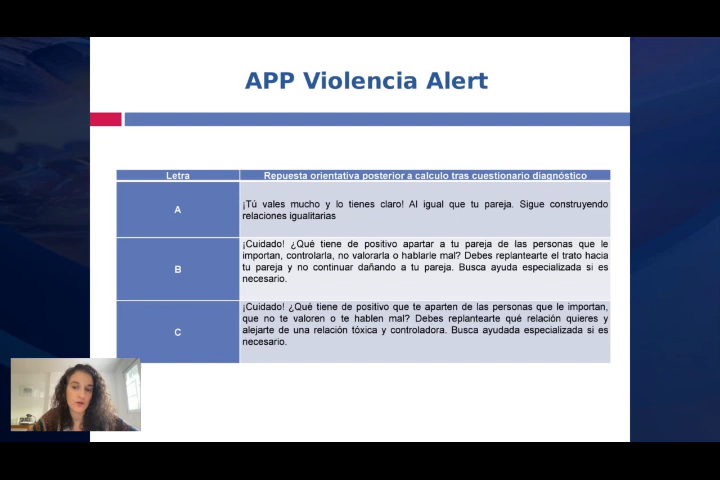 APP Violencia Alert
Letra
Repuesta orientativa posterior a calculo tras cuestionario diagnóstico
A
¡Tú vales mucho y lo tienes claro! Al igual que tu pareja. Sigue construyendo
relaciones igualitarias
B
¡Cuidado! ¿Qué tiene de positivo apartar a tu pareja de las personas que le
importan, controlarla, no valorarla o hablarle mal? Debes replantearte el trato hacia
tu pareja y no continuar dañando a tu pareja. Busca ayuda especializada si es
necesario.
C
¡Cuidado! ¿Qué tiene de positivo que te aparten de las personas que le importan,
que no te valoren o te hablen mal? Debes replantearte qué relación quieres y
alejarte de una relación tóxica y controladora. Busca ayudada especializada si es
necesario.